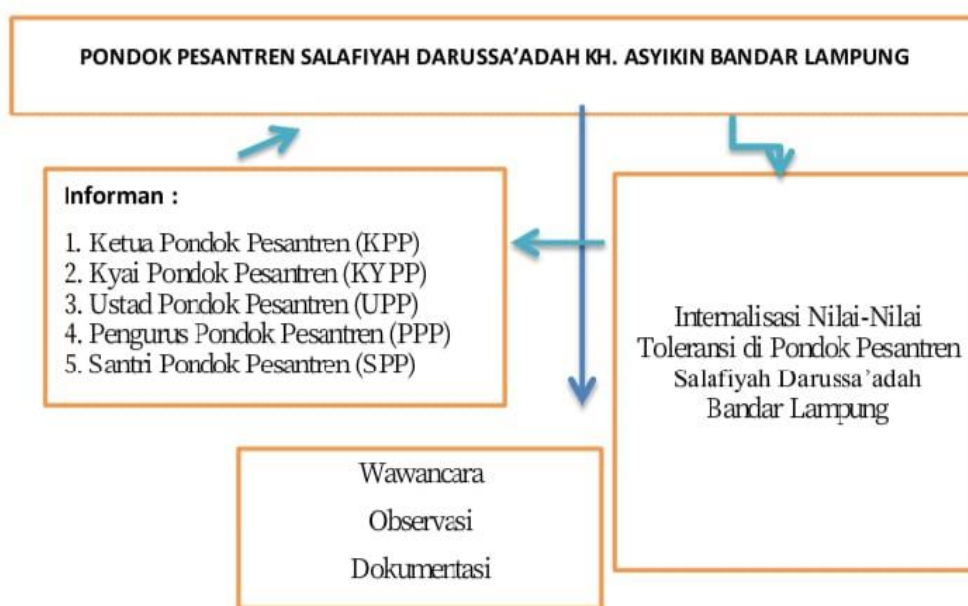 PONDOK PESANTREN SALAFIYAH DARUSSA’ADAH KH. ASYIKIN BANDAR LAMPUNG
Informan :
1. Ketua Pondok Pesantren (KPP)
2. Kyai Pondok Pesantren (KYPP)
3. Ustad Pondok Pesantren (UPP)
4. Pengurus Pondok Pesantren (PPP)
5. Santri Pondok Pesantren (SPP)
Internalisasi Nilai-Nilai
Toleransi di Pondok Pesantren
Salafiyah Darussa’adah
Bandar Lampung
Wawancara
Observasi
Dokumentasi